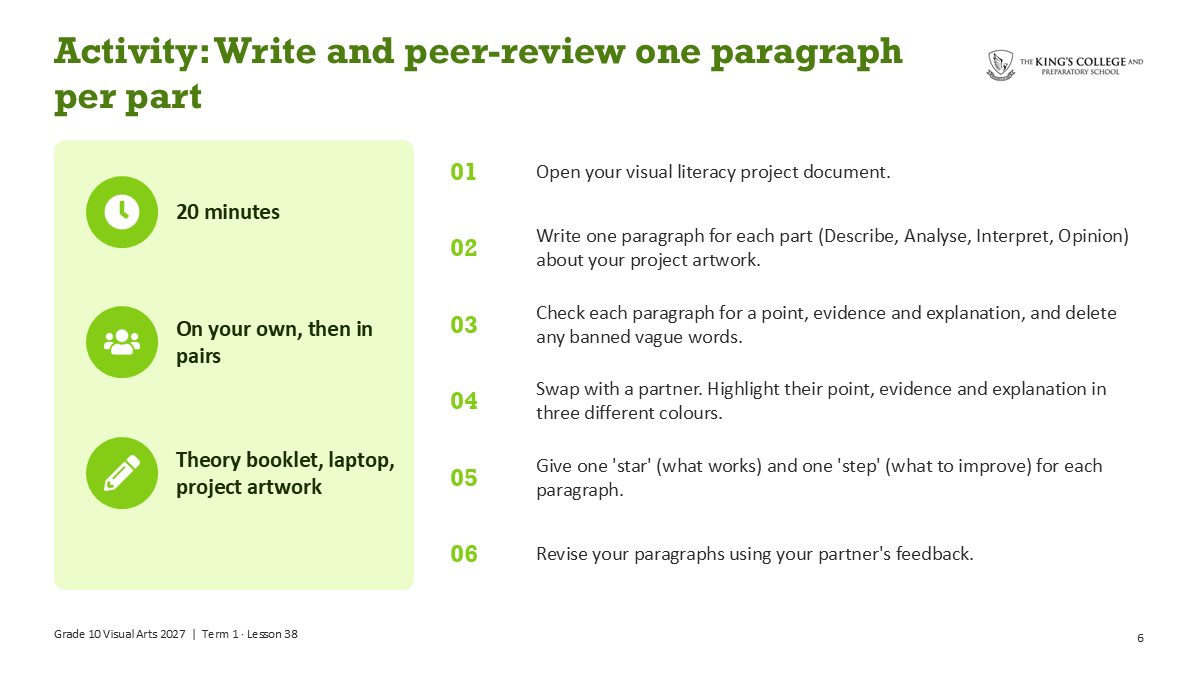 Activity: Write and peer-review one paragraph
per part
THE KING'S COLLEGE AND
PREPARATORY SCHOOL
20 minutes
On your own, then in
pairs
Theory booklet, laptop,
project artwork
01
Open your visual literacy project document.
02
Write one paragraph for each part (Describe, Analyse, Interpret, Opinion)
about your project artwork.
03
Check each paragraph for a point, evidence and explanation, and delete
any banned vague words.
04
Swap with a partner. Highlight their point, evidence and explanation in
three different colours.
05
Give one 'star' (what works) and one 'step' (what to improve) for each
paragraph.
06
Revise your paragraphs using your partner's feedback.
Grade 10 Visual Arts 2027 | Term 1 · Lesson 38
6